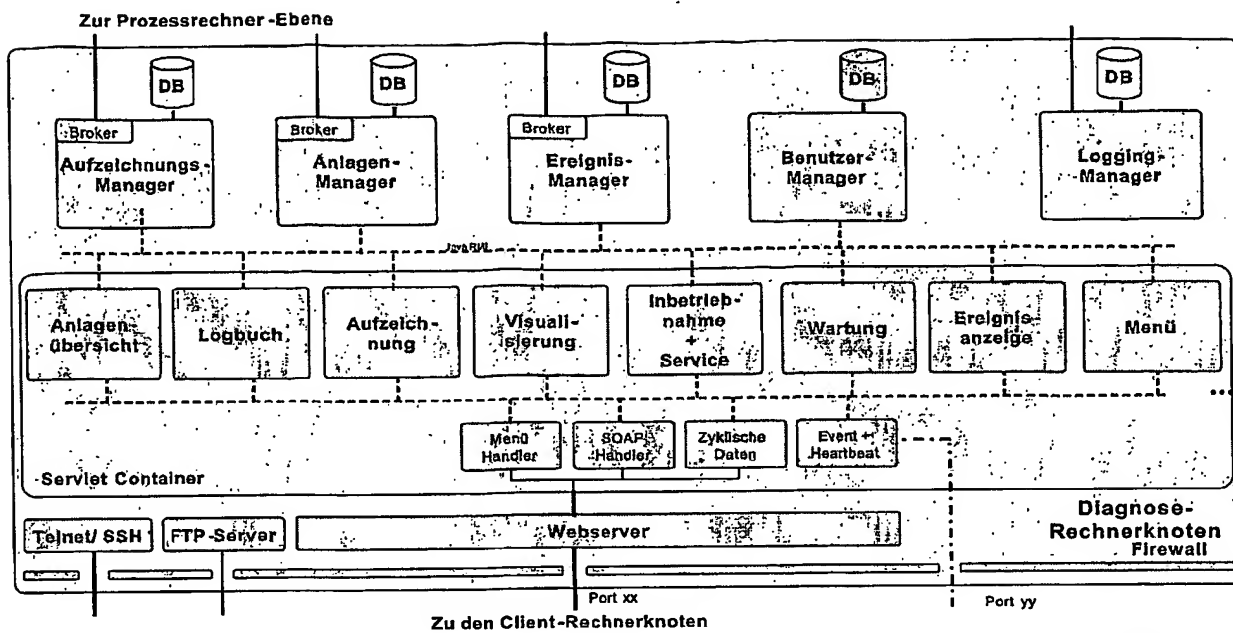 Zur Prozessrechner-Ebene
DB
DB
DB
DB
DB
Broker
Aufzeichnungs-
Manager
Broker
Anlagen-
Manager
Broker
Ereignis-
Manager
Benutzer-
Manager
Logging-
Manager
Java RMI
Anlagen-
übersicht
Logbuch
Aufzeich-
nung
Visuali-
sierung
Inbetrieb-
nahme
+
Service
Wartung
Ereignis
anzeige
Menü
...
Menü
Handler
SOAP
Handler
Zyklische
Daten
Event +
Heartbeat
Servlet Container
Telnet/ SSH
FTP-Server
Webserver
Diagnose-
Rechnerknoten
Firewall
Port xx
Port yy
Zu den Client-Rechnerknoten